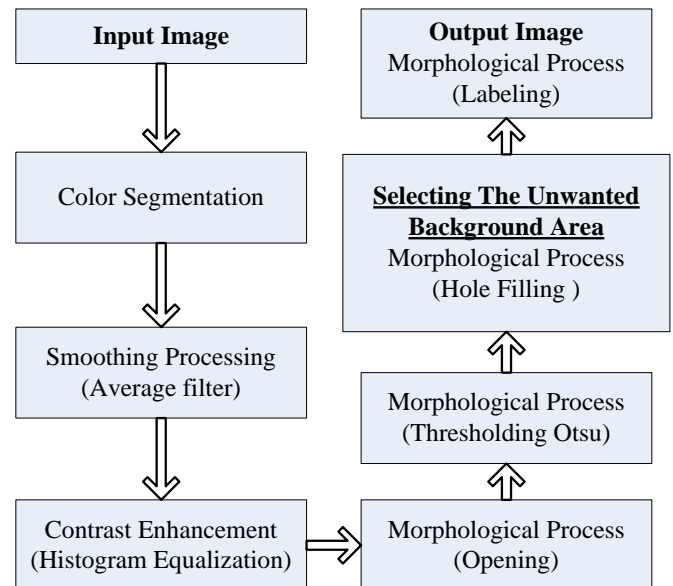 Input Image
Color Segmentation
Smoothing Processing
(Average filter)
Contrast Enhancement
(Histogram Equalization)
Morphological Process
(Opening)
Morphological Process
(Thresholding Otsu)
Selecting The Unwanted
Background Area
Morphological Process
(Hole Filling )
Output Image
Morphological Process
(Labeling)